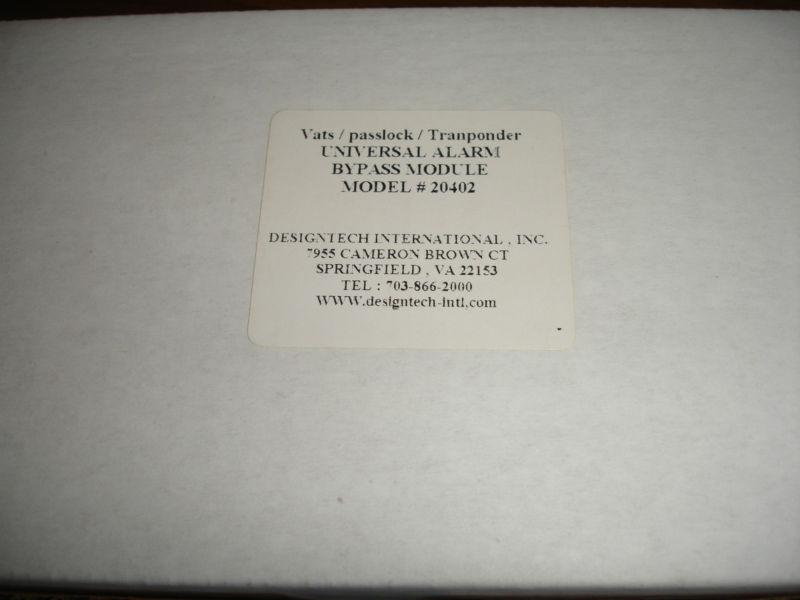 Vats / passlock / Tranponder
UNIVERSAL ALARM
BYPASS MODULE
MODEL # 20402
DESIGNTECH INTERNATIONAL , INC.
7955 CAMERON BROWN CT
SPRINGFIELD , VA 22153
TEL : 703-866-2000
WWW.designtech-intl.com